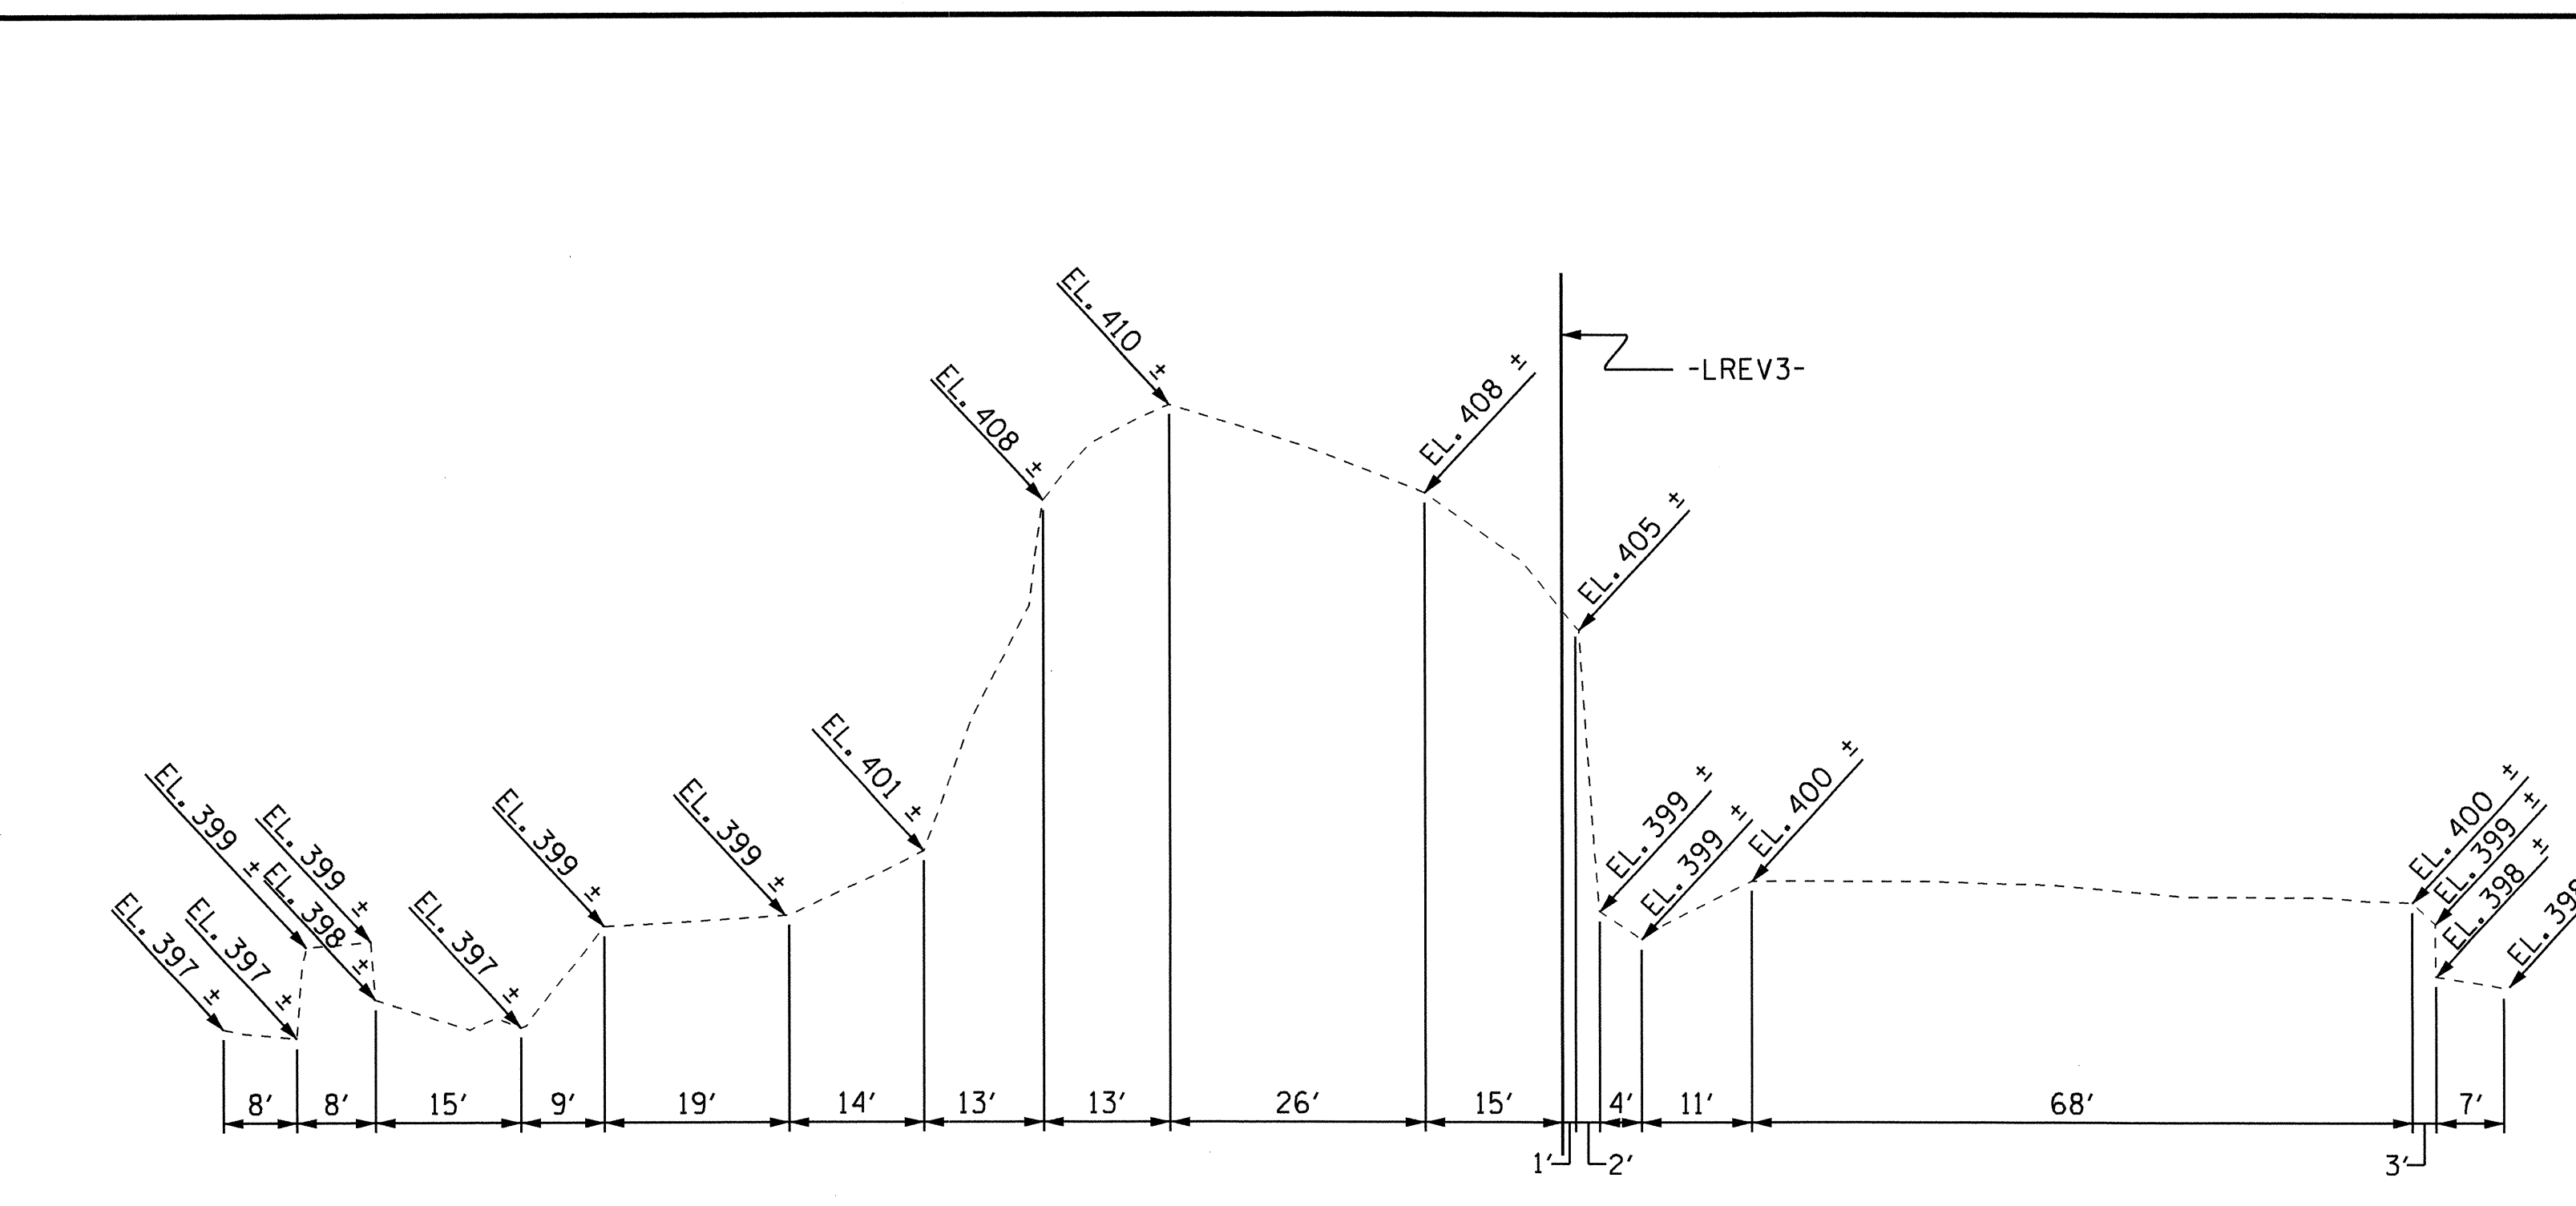 EL. 410 ±
-LREV3-
EL. 408 ±
EL. 408 ±
EL. 405 ±
EL. 401 ±
EL. 400 ±
EL. 399 ±
EL. 399 ±
EL. 399 ±
EL. 399 ±
EL. 399 ±
EL. 399 ±
EL. 398 ±
EL. 397 ±
EL. 397 ±
EL. 397 ±
EL. 400 ±
EL. 399 ±
EL. 398 ±
EL. 398
8' 8' 15' 9' 19' 14' 13' 13' 26' 15' 4' 11' 68' 7'
1' 2' 3'